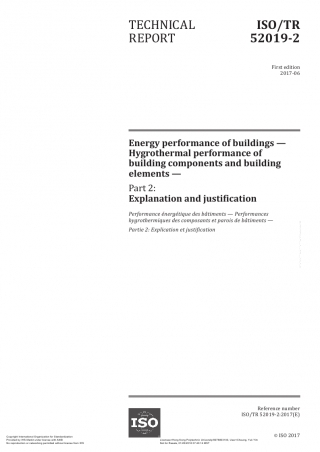 TECHNICAL
REPORT
ISO/TR
52019-2
First edition
2017-06
Energy performance of buildings —
Hygrothermal performance of
building components and building
elements —
Part 2:
Explanation and justification
Performance énergétique des bâtiments — Performances
hygrothermiques des composants et parois de bâtiments —
Partie 2: Explication et justification
Reference number
ISO/TR 52019-2:2017(E)
ISO
© ISO 2017